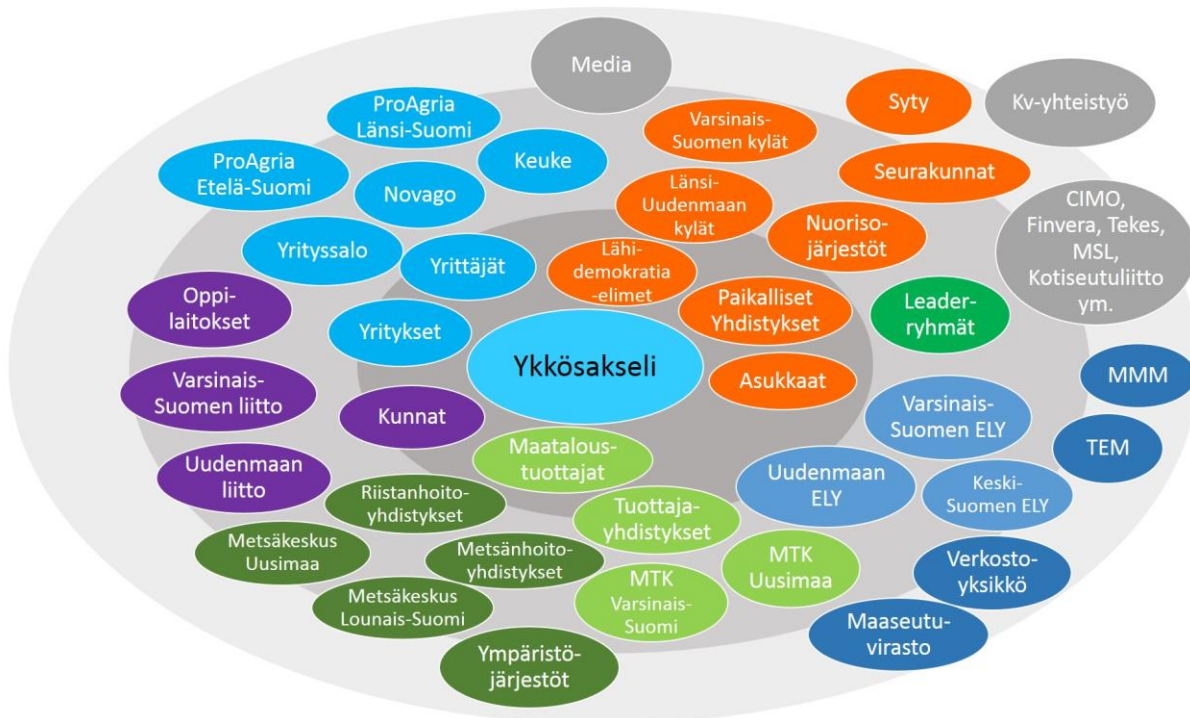 Media
ProAgria
Länsi-Suomi
Syty
Kv-yhteistyö
Varsinais-
Suomen kylät
Keuke
ProAgria
Etelä-Suomi
Novago
Seurakunnat
Länsi-
Uudenmaan
kylät
CIMO,
Finvera, Tekes,
MSL,
Kotiseutuliitto
ym.
Nuoriso-
järjestöt
Yrityssalo
Yrittäjät
Lähi-
demokratia
-elimet
Oppi-
laitokset
Yritykset
Paikalliset
Yhdistykset
Leader-
ryhmät
Ykkösakseli
Asukkaat
MMM
Varsinais-
Suomen liitto
Kunnat
Varsinais-
Suomen ELY
TEM
Maatalous-
tuottajat
Uudenmaan
liitto
Uudenmaan
ELY
Keski-
Suomen ELY
Riistanhoito-
yhdistykset
Tuottaja-
yhdistykset
Metsäkeskus
Uusimaa
Metsänhoito-
yhdistykset
MTK
Uusimaa
Verkosto-
yksikkö
Metsäkeskus
Lounais-Suomi
MTK
Varsinais-
Suomi
Maaseutu-
virasto
Ympäristö-
järjestöt